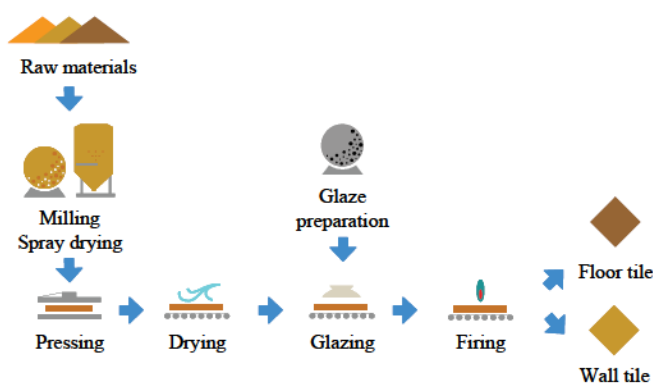 Raw materials
Milling
Spray drying
Glaze
preparation
Pressing
Drying
Glazing
Firing
Floor tile
Wall tile